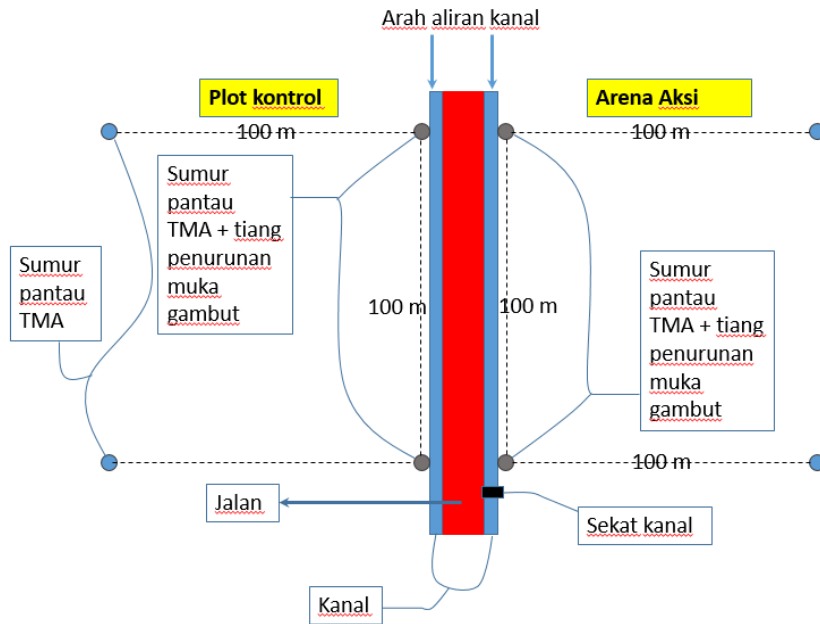 Arah aliran kanal
Plot kontrol
Arena Aksi
100 m
100 m
Sumur
pantau
TMA + tiang
penurunan
muka
gambut
Sumur
pantau
TMA
100 m
100 m
Sumur
pantau
TMA + tiang
penurunan
muka
gambut
100 m
Jalan
Sekat kanal
Kanal